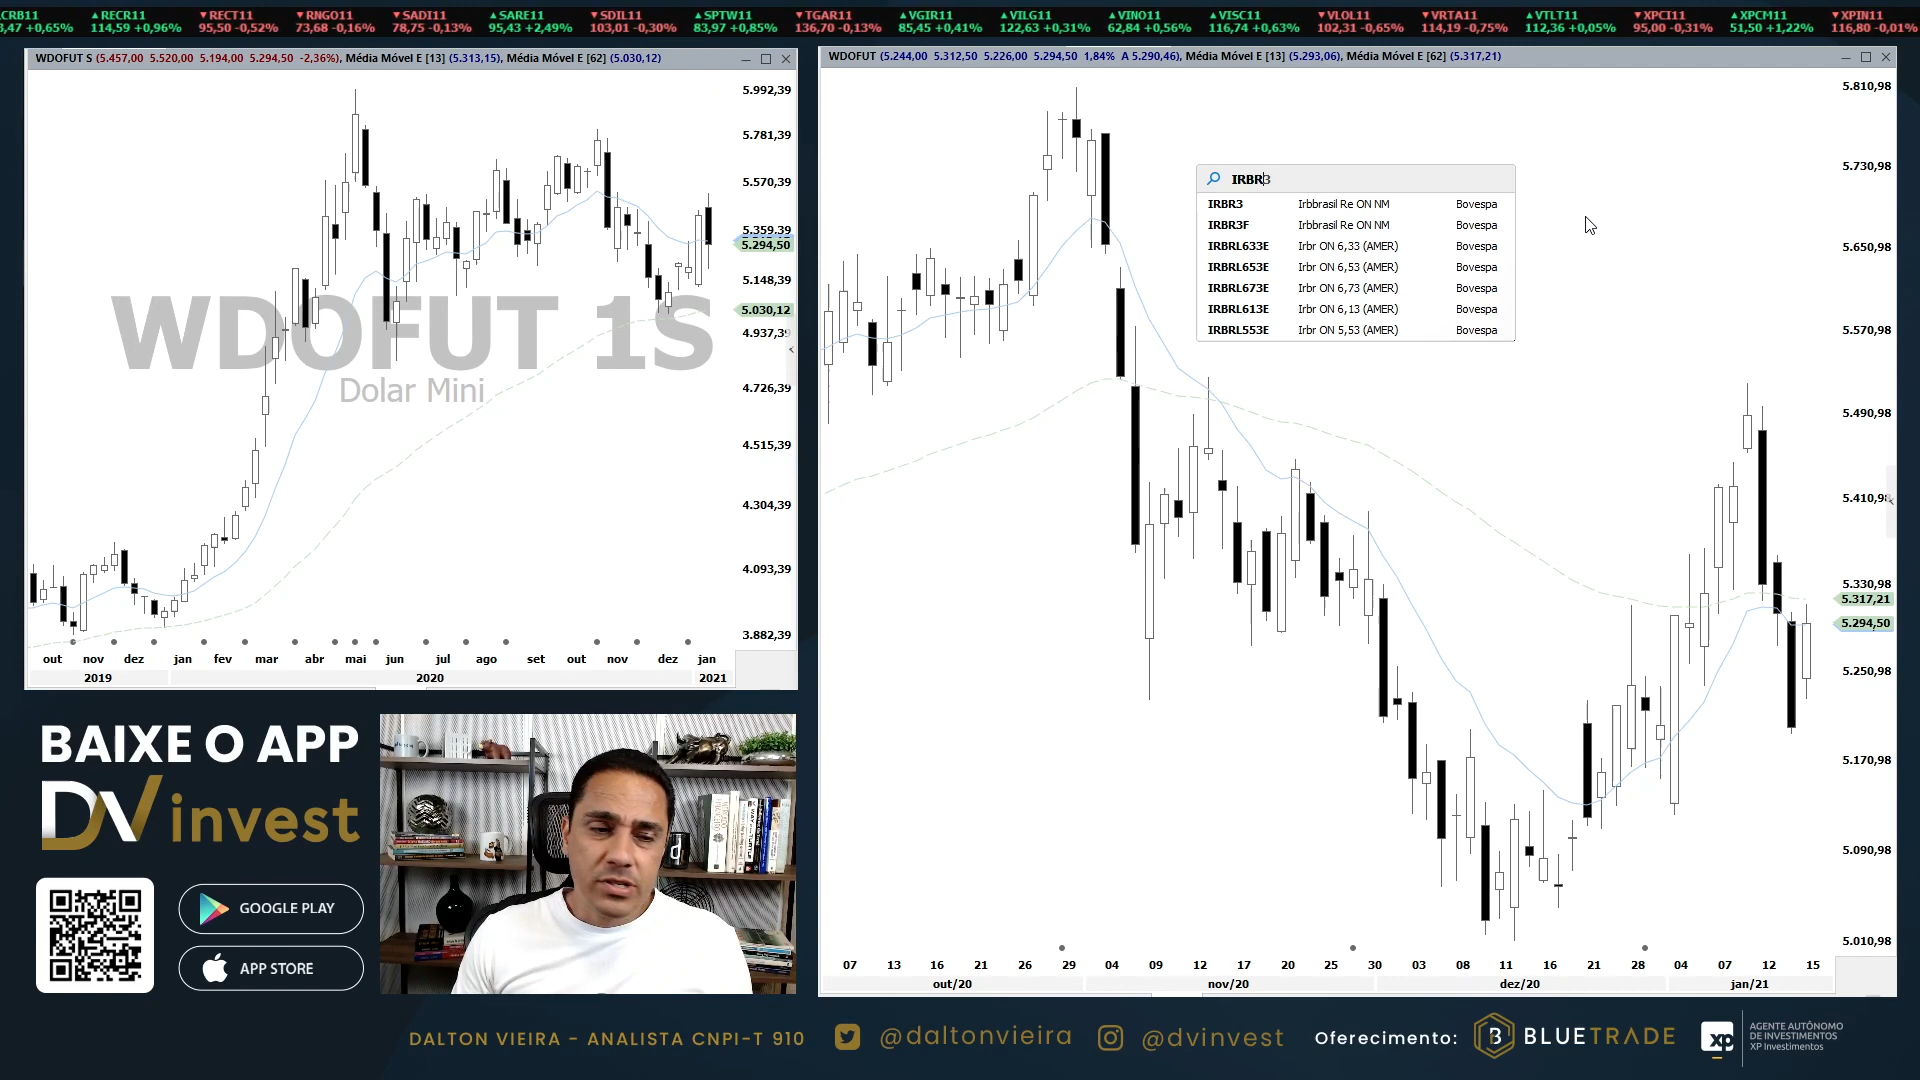 CRB11 ▲RECR11 ▼RECT11 ▼RNGO11 ▼SADI11 ▲SARE11 ▼SDIL11 ▲SPTW11 ▼TGAR11 ▲VGIR11 ▲VILG11 ▲VINO11 ▲VISC11 ▼VLOL11 ▼VRTA11 ▲VTLT11 ▼XPCI11 ▲XPCM11 ▼XPIN11
3,47 +0,65% 114,59 +0,96% 95,50 -0,52% 73,68 -0,16% 78,75 -0,13% 95,43 +2,49% 103,01 -0,30% 83,97 +0,85% 136,70 -0,13% 85,45 +0,41% 122,63 +0,31% 62,84 +0,56% 116,74 +0,63% 102,31 -0,65% 114,19 -0,75% 112,36 +0,05% 95,00 -0,31% 51,50 +1,22% 116,80 -0,01%
WDOFUT S (5.457,00 5.520,00 5.194,00 5.294,50 -2,36%), Média Móvel E [13] (5.313,15), Média Móvel E [62] (5.030,12)
5.992,39
5.781,39
5.570,39
5.359,39
5.294,50
5.148,39
5.030,12
4.937,39
4.726,39
4.515,39
4.304,39
4.093,39
3.882,39
WDOFUT 1S
Dolar Mini
out nov dez jan fev mar abr mai jun jul ago set out nov dez jan
2019 2020 2021
WDOFUT (5.244,00 5.312,50 5.226,00 5.294,50 1,84% A 5.290,46), Média Móvel E [13] (5.293,06), Média Móvel E [62] (5.317,21)
IRBR3
IRBR3 Irbbrasil Re ON NM Bovespa
IRBR3F Irbbrasil Re ON NM Bovespa
IRBRL633E Irbr ON 6,33 (AMER) Bovespa
IRBRL653E Irbr ON 6,53 (AMER) Bovespa
IRBRL673E Irbr ON 6,73 (AMER) Bovespa
IRBRL613E Irbr ON 6,13 (AMER) Bovespa
IRBRL553E Irbr ON 5,53 (AMER) Bovespa
5.810,98
5.730,98
5.650,98
5.570,98
5.490,98
5.410,98
5.330,98
5.317,21
5.294,50
5.250,98
5.170,98
5.090,98
5.010,98
07 13 16 21 26 29 04 09 12 17 20 25 30 03 08 11 16 21 28 04 07 12 15
out/20 nov/20 dez/20 jan/21
BAIXE O APP
DV invest
GOOGLE PLAY
APP STORE
DALTON VIEIRA - ANALISTA CNPI-T 910
@daltonvieira
@dvinvest
Oferecimento:
BLUETRADE
xp
AGENTE AUTÔNOMO
DE INVESTIMENTOS
XP Investimentos